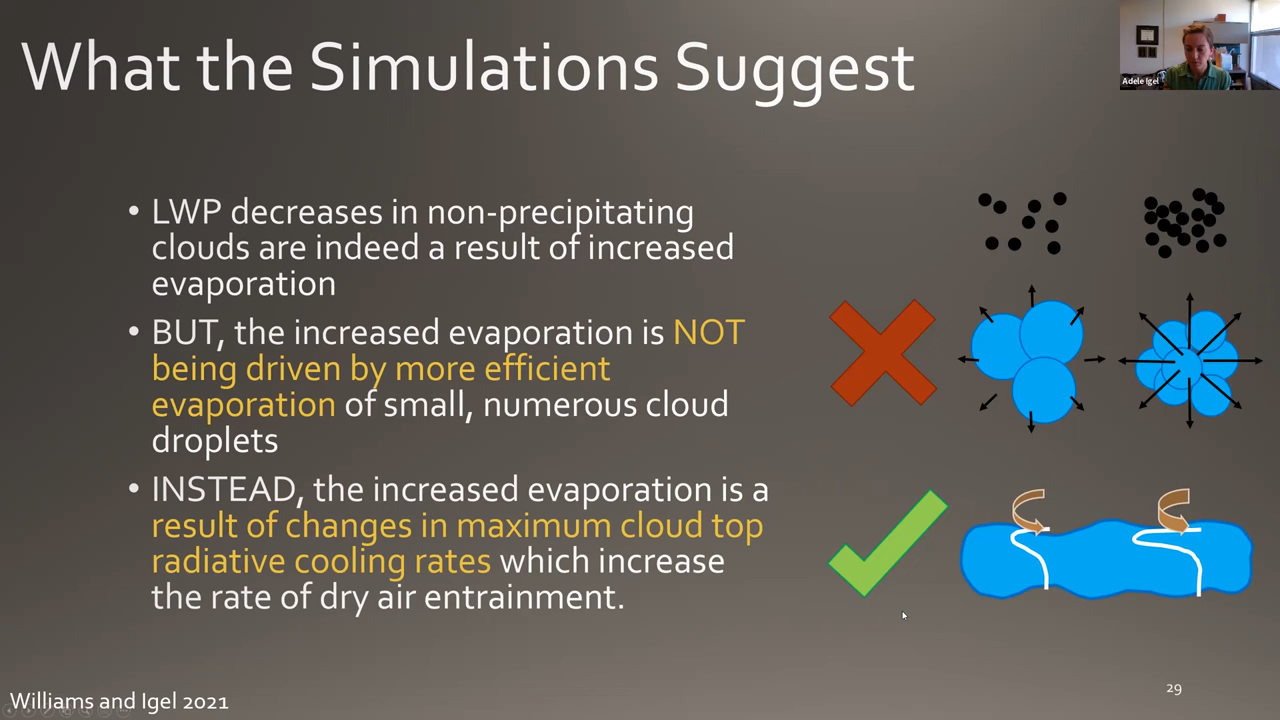 What the Simulations Suggest
Adele Igel
• LWP decreases in non-precipitating
clouds are indeed a result of increased
evaporation
• BUT, the increased evaporation is NOT
being driven by more efficient
evaporation of small, numerous cloud
droplets
• INSTEAD, the increased evaporation is a
result of changes in maximum cloud top
radiative cooling rates which increase
the rate of dry air entrainment.
29
Williams and Igel 2021